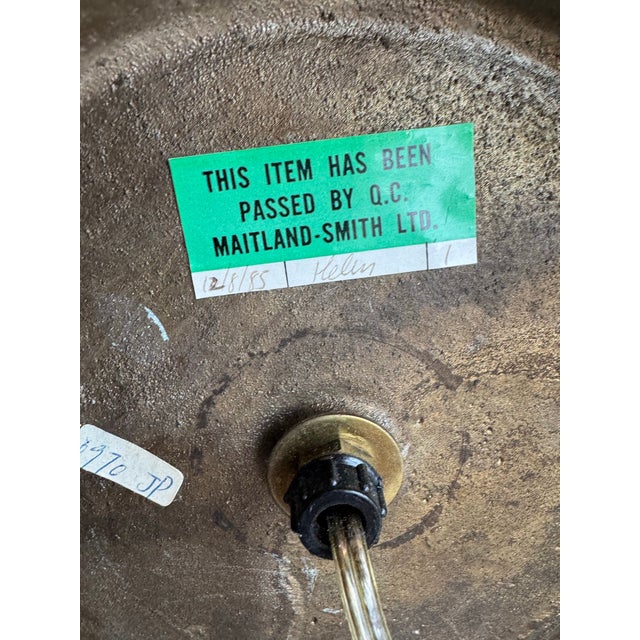 THIS ITEM HAS BEEN
PASSED BY Q.C.
MAITLAND-SMITH LTD.
12/8/85 Helen 1
970 JP